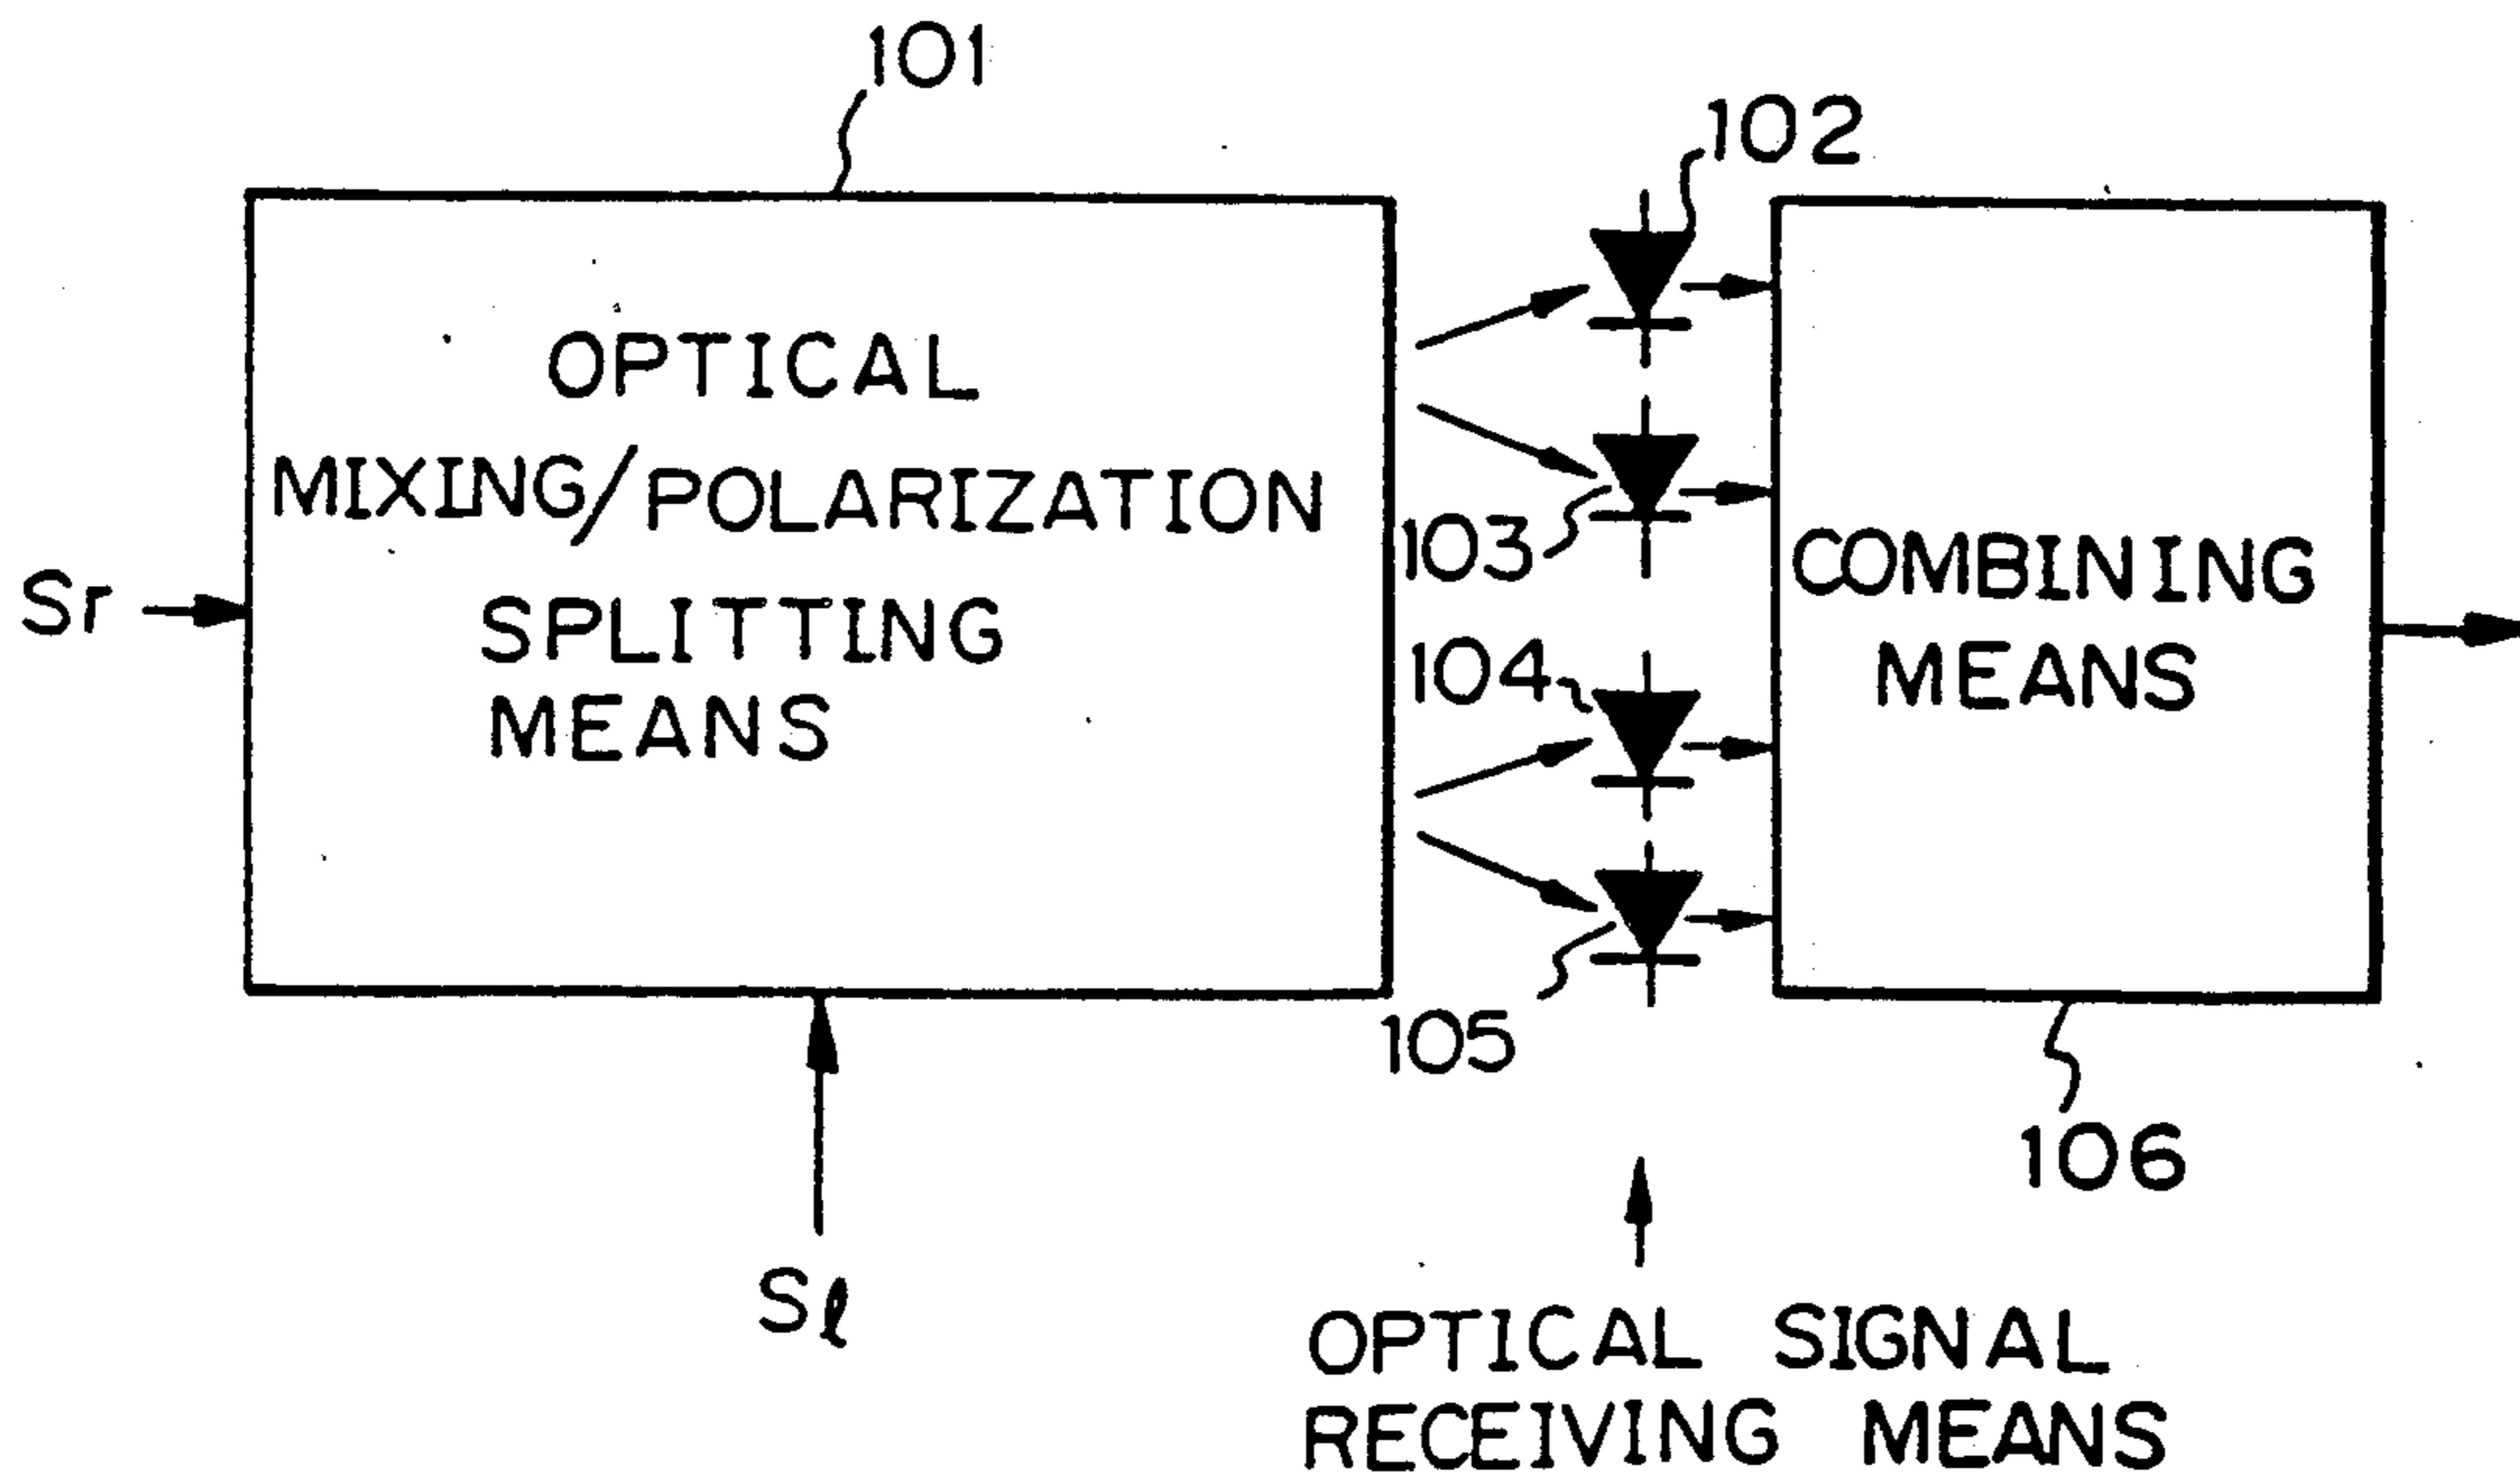 101
102
OPTICAL
MIXING/POLARIZATION
SPLITTING
MEANS
Sr
103
104
105
COMBINING
MEANS
106
Sℓ
OPTICAL SIGNAL
RECEIVING MEANS